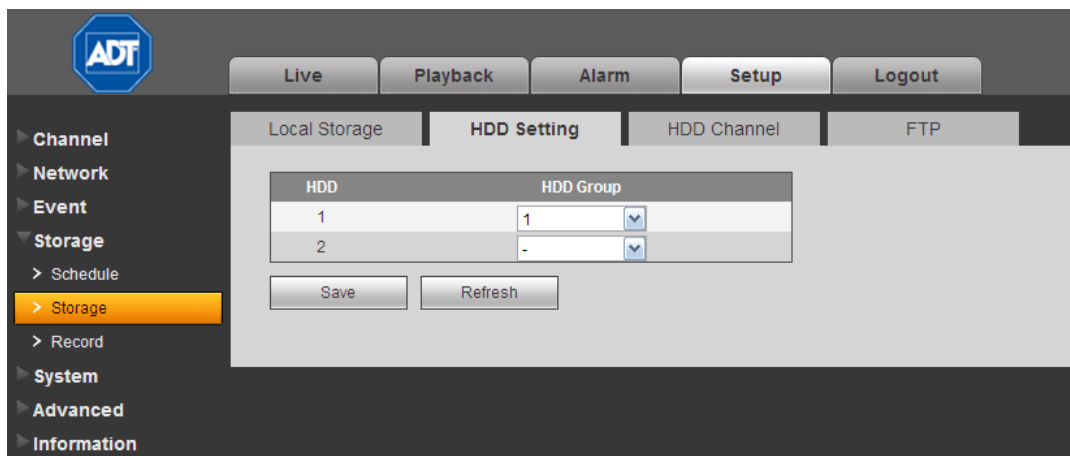 ADT
Live Playback Alarm Setup Logout
Local Storage HDD Setting HDD Channel FTP
Channel
Network
Event
Storage
> Schedule
> Storage
> Record
System
Advanced
Information
HDD HDD Group
1 1
2 -
Save Refresh